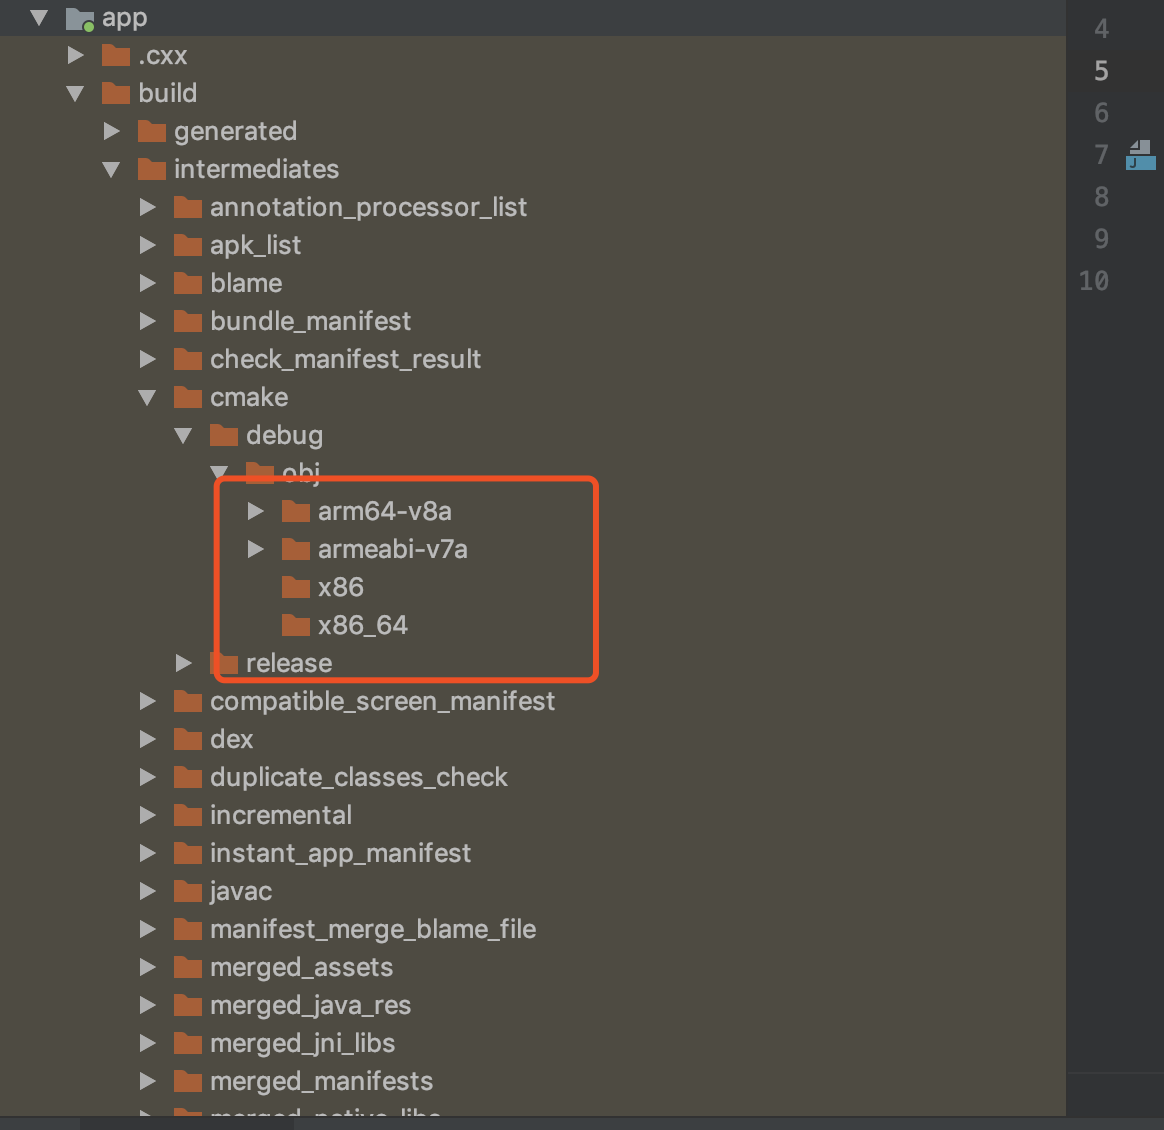 app
.cxx
build
generated
intermediates
annotation_processor_list
apk_list
blame
bundle_manifest
check_manifest_result
cmake
debug
obj
arm64-v8a
armeabi-v7a
x86
x86_64
release
compatible_screen_manifest
dex
duplicate_classes_check
incremental
instant_app_manifest
javac
manifest_merge_blame_file
merged_assets
merged_java_res
merged_jni_libs
merged_manifests
merged_native_libs
4
5
6
7
J
8
9
10